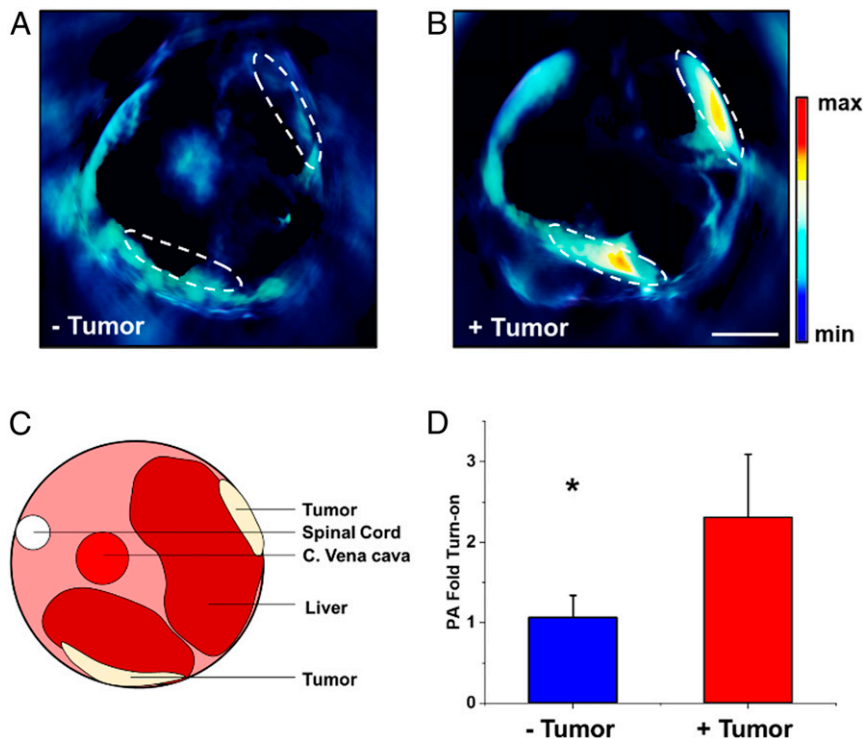 A
- Tumor
B
+ Tumor
max
min
C
Tumor
Spinal Cord
C. Vena cava
Liver
Tumor
D
PA Fold Turn-on
3
2
1
0
*
- Tumor
+ Tumor